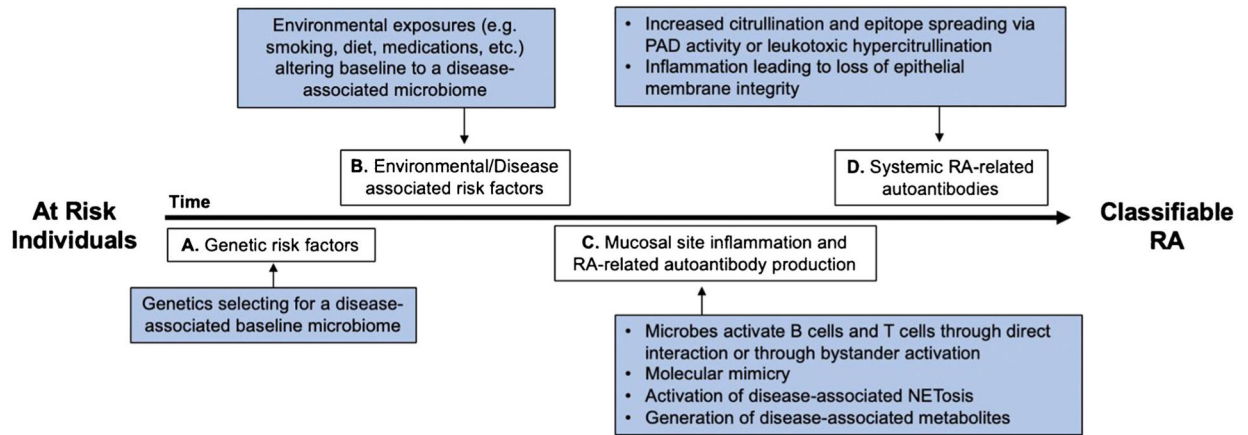 Environmental exposures (e.g.
smoking, diet, medications, etc.)
altering baseline to a disease-
associated microbiome
• Increased citrullination and epitope spreading via
PAD activity or leukotoxic hypercitrullination
• Inflammation leading to loss of epithelial
membrane integrity
B. Environmental/Disease
associated risk factors
D. Systemic RA-related
autoantibodies
At Risk
Individuals
Time
Classifiable
RA
A. Genetic risk factors
C. Mucosal site inflammation and
RA-related autoantibody production
Genetics selecting for a disease-
associated baseline microbiome
• Microbes activate B cells and T cells through direct
interaction or through bystander activation
• Molecular mimicry
• Activation of disease-associated NETosis
• Generation of disease-associated metabolites